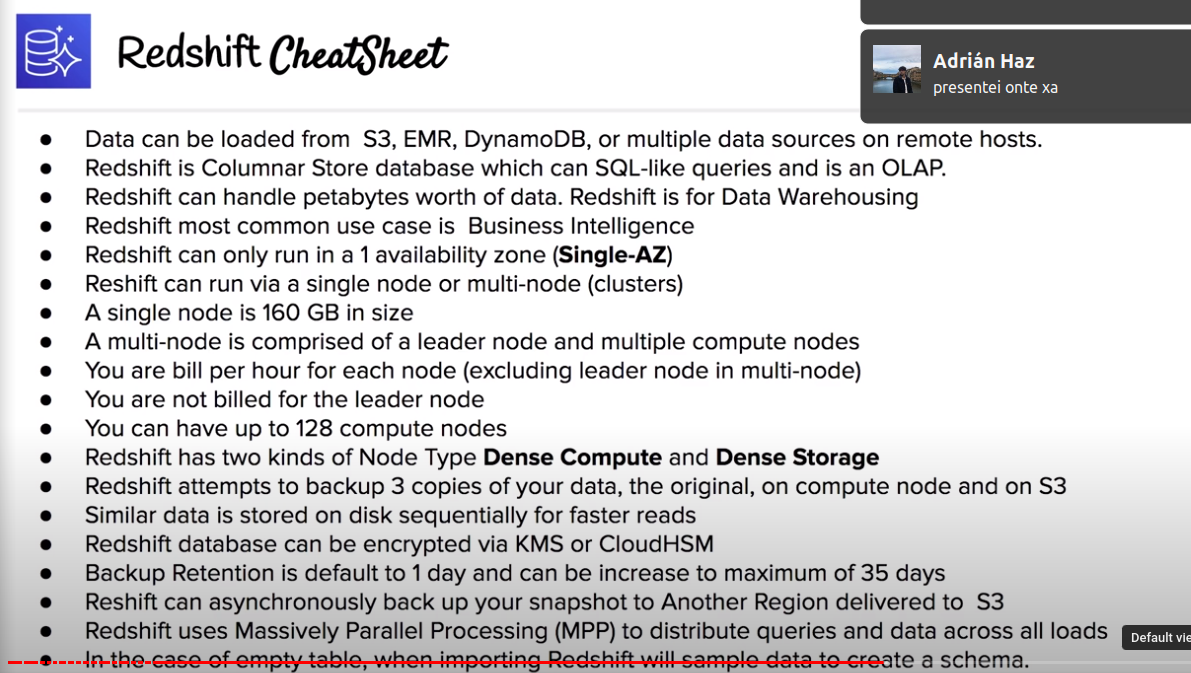 Redshift CheatSheet
Adrián Haz
presentei onte xa
● Data can be loaded from S3, EMR, DynamoDB, or multiple data sources on remote hosts.
● Redshift is Columnar Store database which can SQL-like queries and is an OLAP.
● Redshift can handle petabytes worth of data. Redshift is for Data Warehousing
● Redshift most common use case is Business Intelligence
● Redshift can only run in a 1 availability zone (Single-AZ)
● Reshift can run via a single node or multi-node (clusters)
● A single node is 160 GB in size
● A multi-node is comprised of a leader node and multiple compute nodes
● You are bill per hour for each node (excluding leader node in multi-node)
● You are not billed for the leader node
● You can have up to 128 compute nodes
● Redshift has two kinds of Node Type Dense Compute and Dense Storage
● Redshift attempts to backup 3 copies of your data, the original, on compute node and on S3
● Similar data is stored on disk sequentially for faster reads
● Redshift database can be encrypted via KMS or CloudHSM
● Backup Retention is default to 1 day and can be increase to maximum of 35 days
● Reshift can asynchronously back up your snapshot to Another Region delivered to S3
● Redshift uses Massively Parallel Processing (MPP) to distribute queries and data across all loads
Default vie
● In the case of empty table, when importing Redshift will sample data to create a schema.